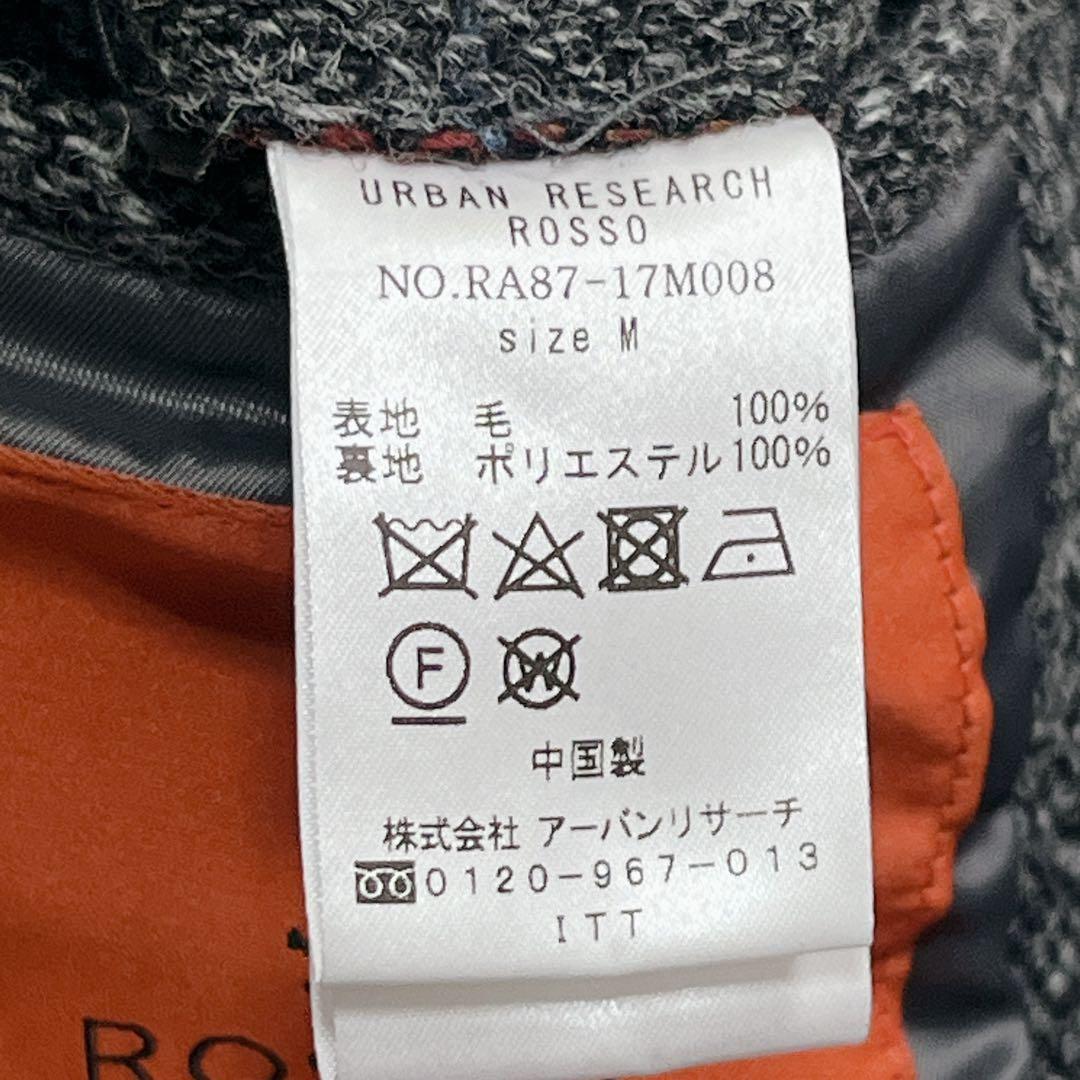 URBAN RESEARCH
ROSSO
NO.RA87-17M008
size M
表地 毛 100%
裏地 ポリエステル100%
F
W
中国製
株式会社 アーバンリサーチ
0120-967-013
ITT
RO